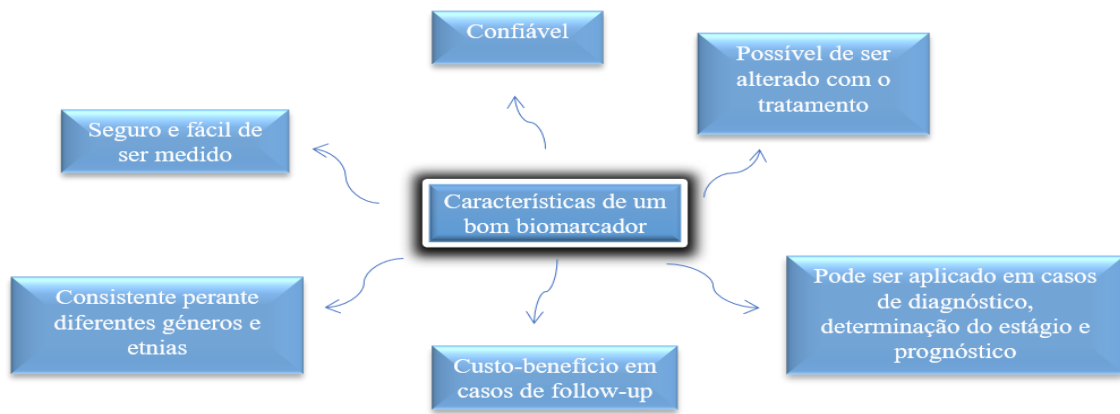 Confiável
Possível de ser
alterado com o
tratamento
Seguro e fácil de
ser medido
Características de um
bom biomarcador
Consistente perante
diferentes géneros e
etnias
Custo-benefício em
casos de follow-up
Pode ser aplicado em casos
de diagnóstico,
determinação do estágio e
prognóstico